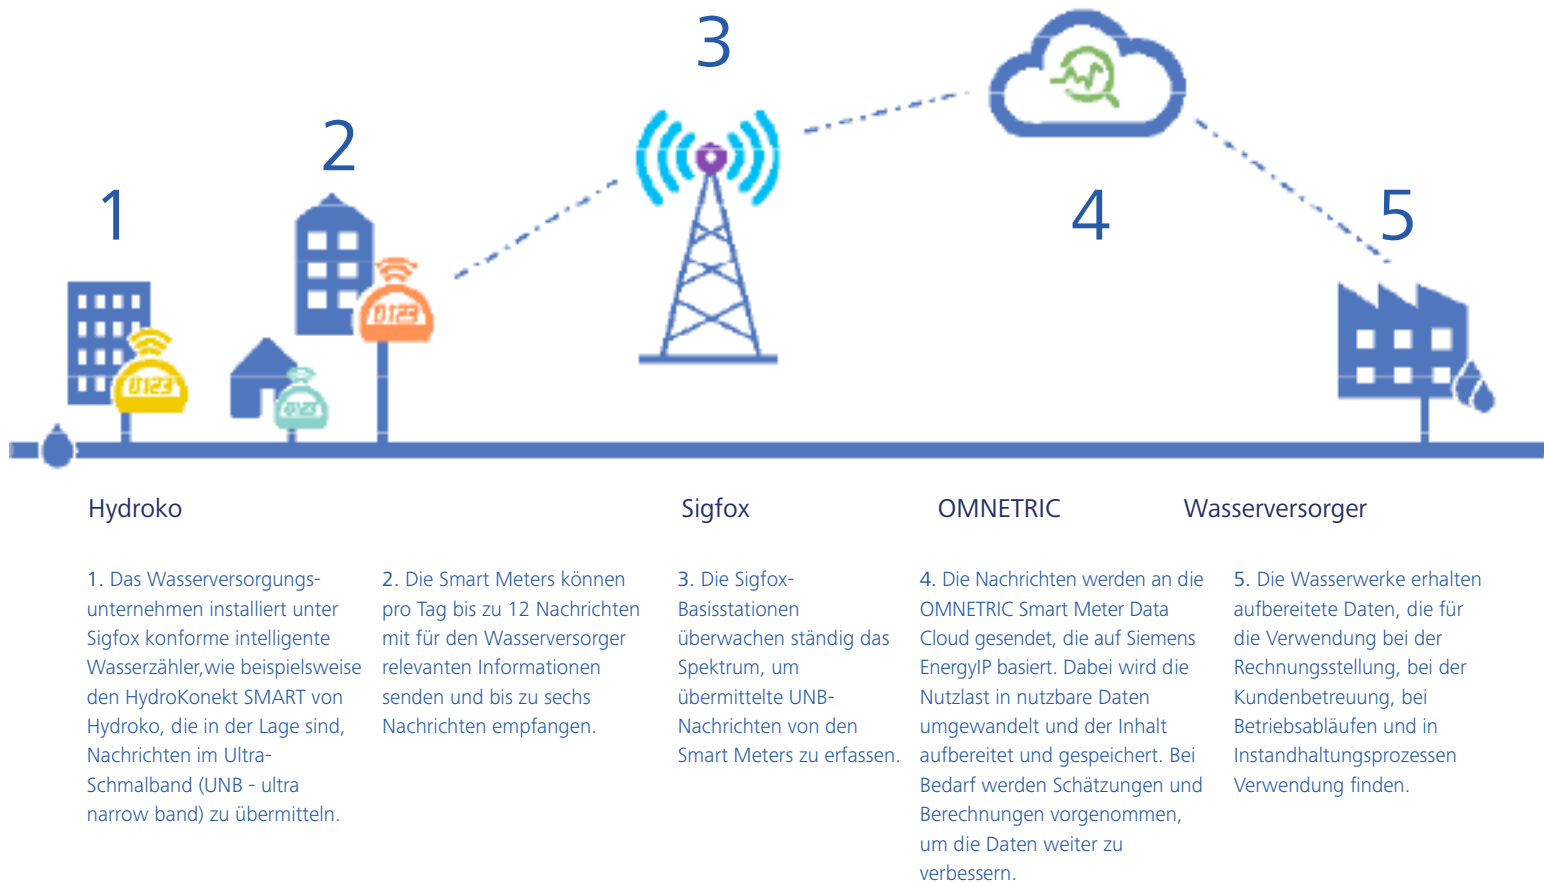 3
2
1
4
5
0123
0123
0123
Hydroko
Sigfox
OMNETRIC
Wasserversorger
1. Das Wasserversorgungs-
unternehmen installiert unter
Sigfox konforme intelligente
Wasserzähler,wie beispielsweise
den HydroKonekt SMART von
Hydroko, die in der Lage sind,
Nachrichten im Ultra-
Schmalband (UNB - ultra
narrow band) zu übermitteln.
2. Die Smart Meters können
pro Tag bis zu 12 Nachrichten
mit für den Wasserversorger
relevanten Informationen
senden und bis zu sechs
Nachrichten empfangen.
3. Die Sigfox-
Basisstationen
überwachen ständig das
Spektrum, um
übermittelte UNB-
Nachrichten von den
Smart Meters zu erfassen.
4. Die Nachrichten werden an die
OMNETRIC Smart Meter Data
Cloud gesendet, die auf Siemens
EnergyIP basiert. Dabei wird die
Nutzlast in nutzbare Daten
umgewandelt und der Inhalt
aufbereitet und gespeichert. Bei
Bedarf werden Schätzungen und
Berechnungen vorgenommen,
um die Daten weiter zu
verbessern.
5. Die Wasserwerke erhalten
aufbereitete Daten, die für
die Verwendung bei der
Rechnungsstellung, bei der
Kundenbetreuung, bei
Betriebsabläufen und in
Instandhaltungsprozessen
Verwendung finden.